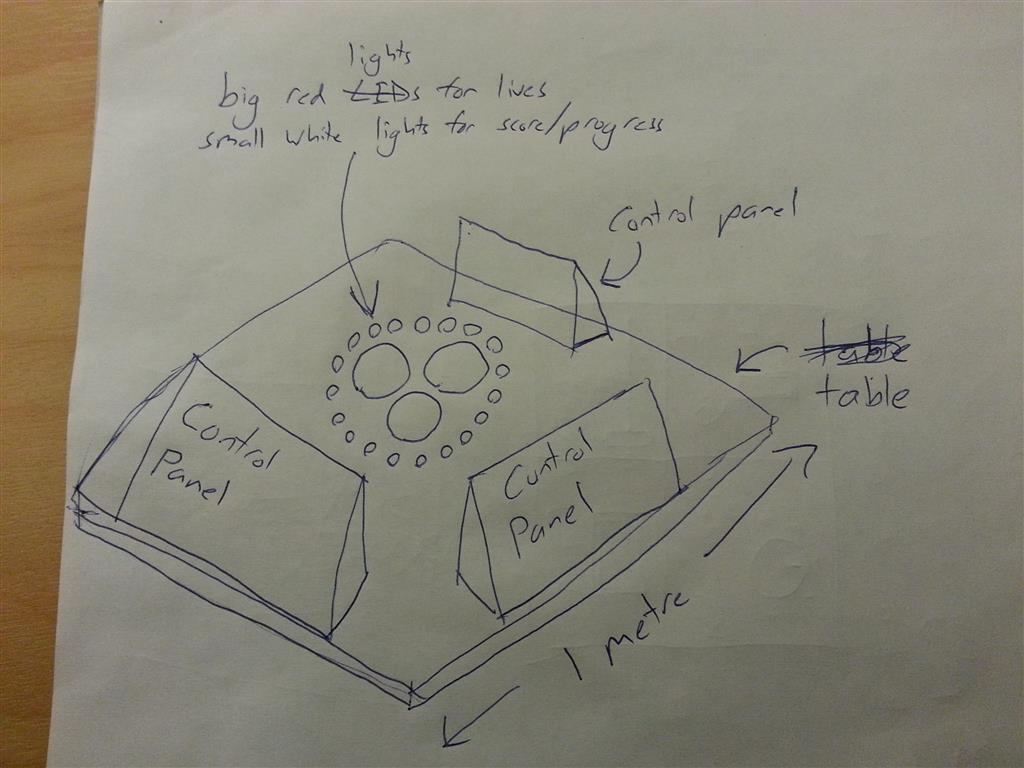 lights
big red LEDs for lives
small white lights for score/progress
Control panel
table
table
Control
Panel
Control
Panel
1 metre